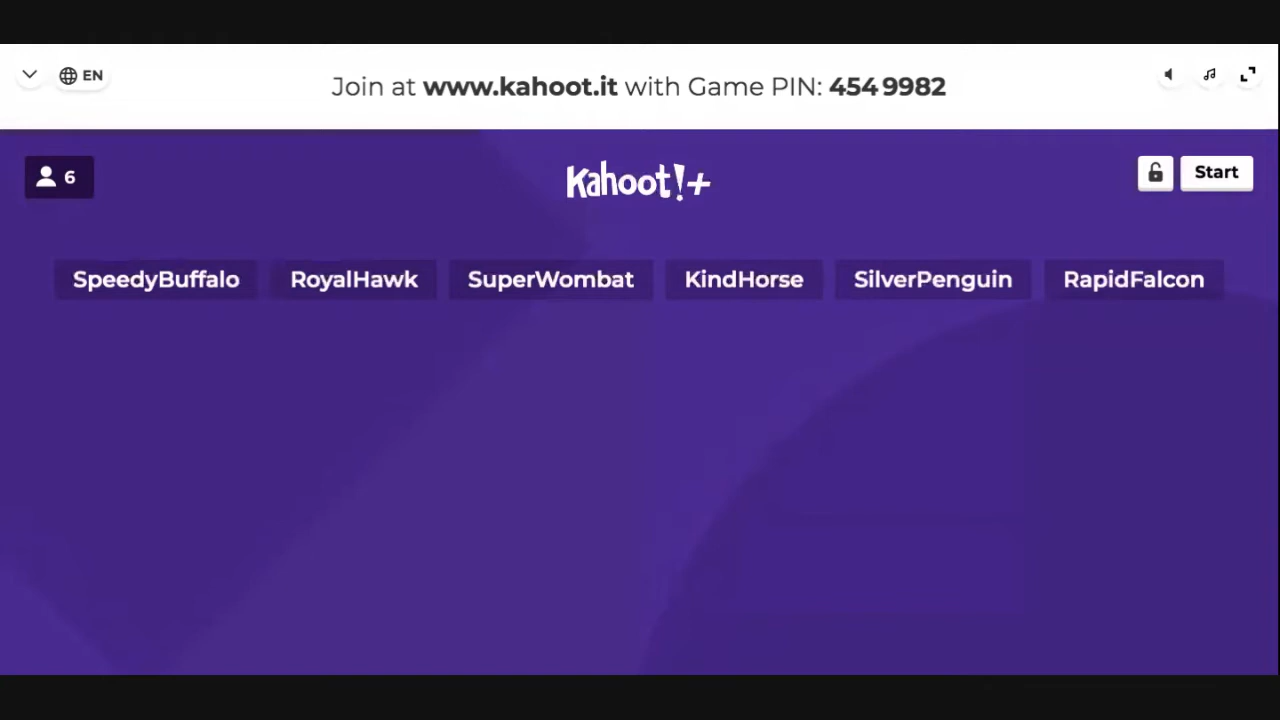 EN
Join at www.kahoot.it with Game PIN: 454 9982
6
Kahoot!+
Start
SpeedyBuffalo RoyalHawk SuperWombat KindHorse SilverPenguin RapidFalcon